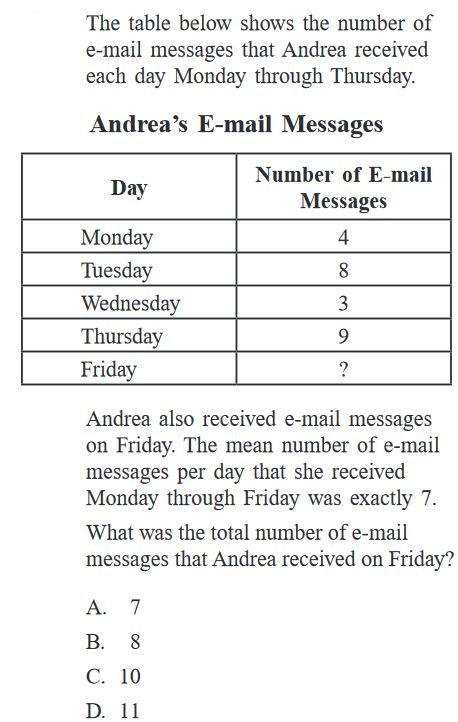 The table below shows the number of
e-mail messages that Andrea received
each day Monday through Thursday.
Andrea's E-mail Messages
Day Number of E-mail
Messages
Monday 4
Tuesday 8
Wednesday 3
Thursday 9
Friday ?
Andrea also received e-mail messages
on Friday. The mean number of e-mail
messages per day that she received
Monday through Friday was exactly 7.
What was the total number of e-mail
messages that Andrea received on Friday?
A. 7
B. 8
C. 10
D. 11